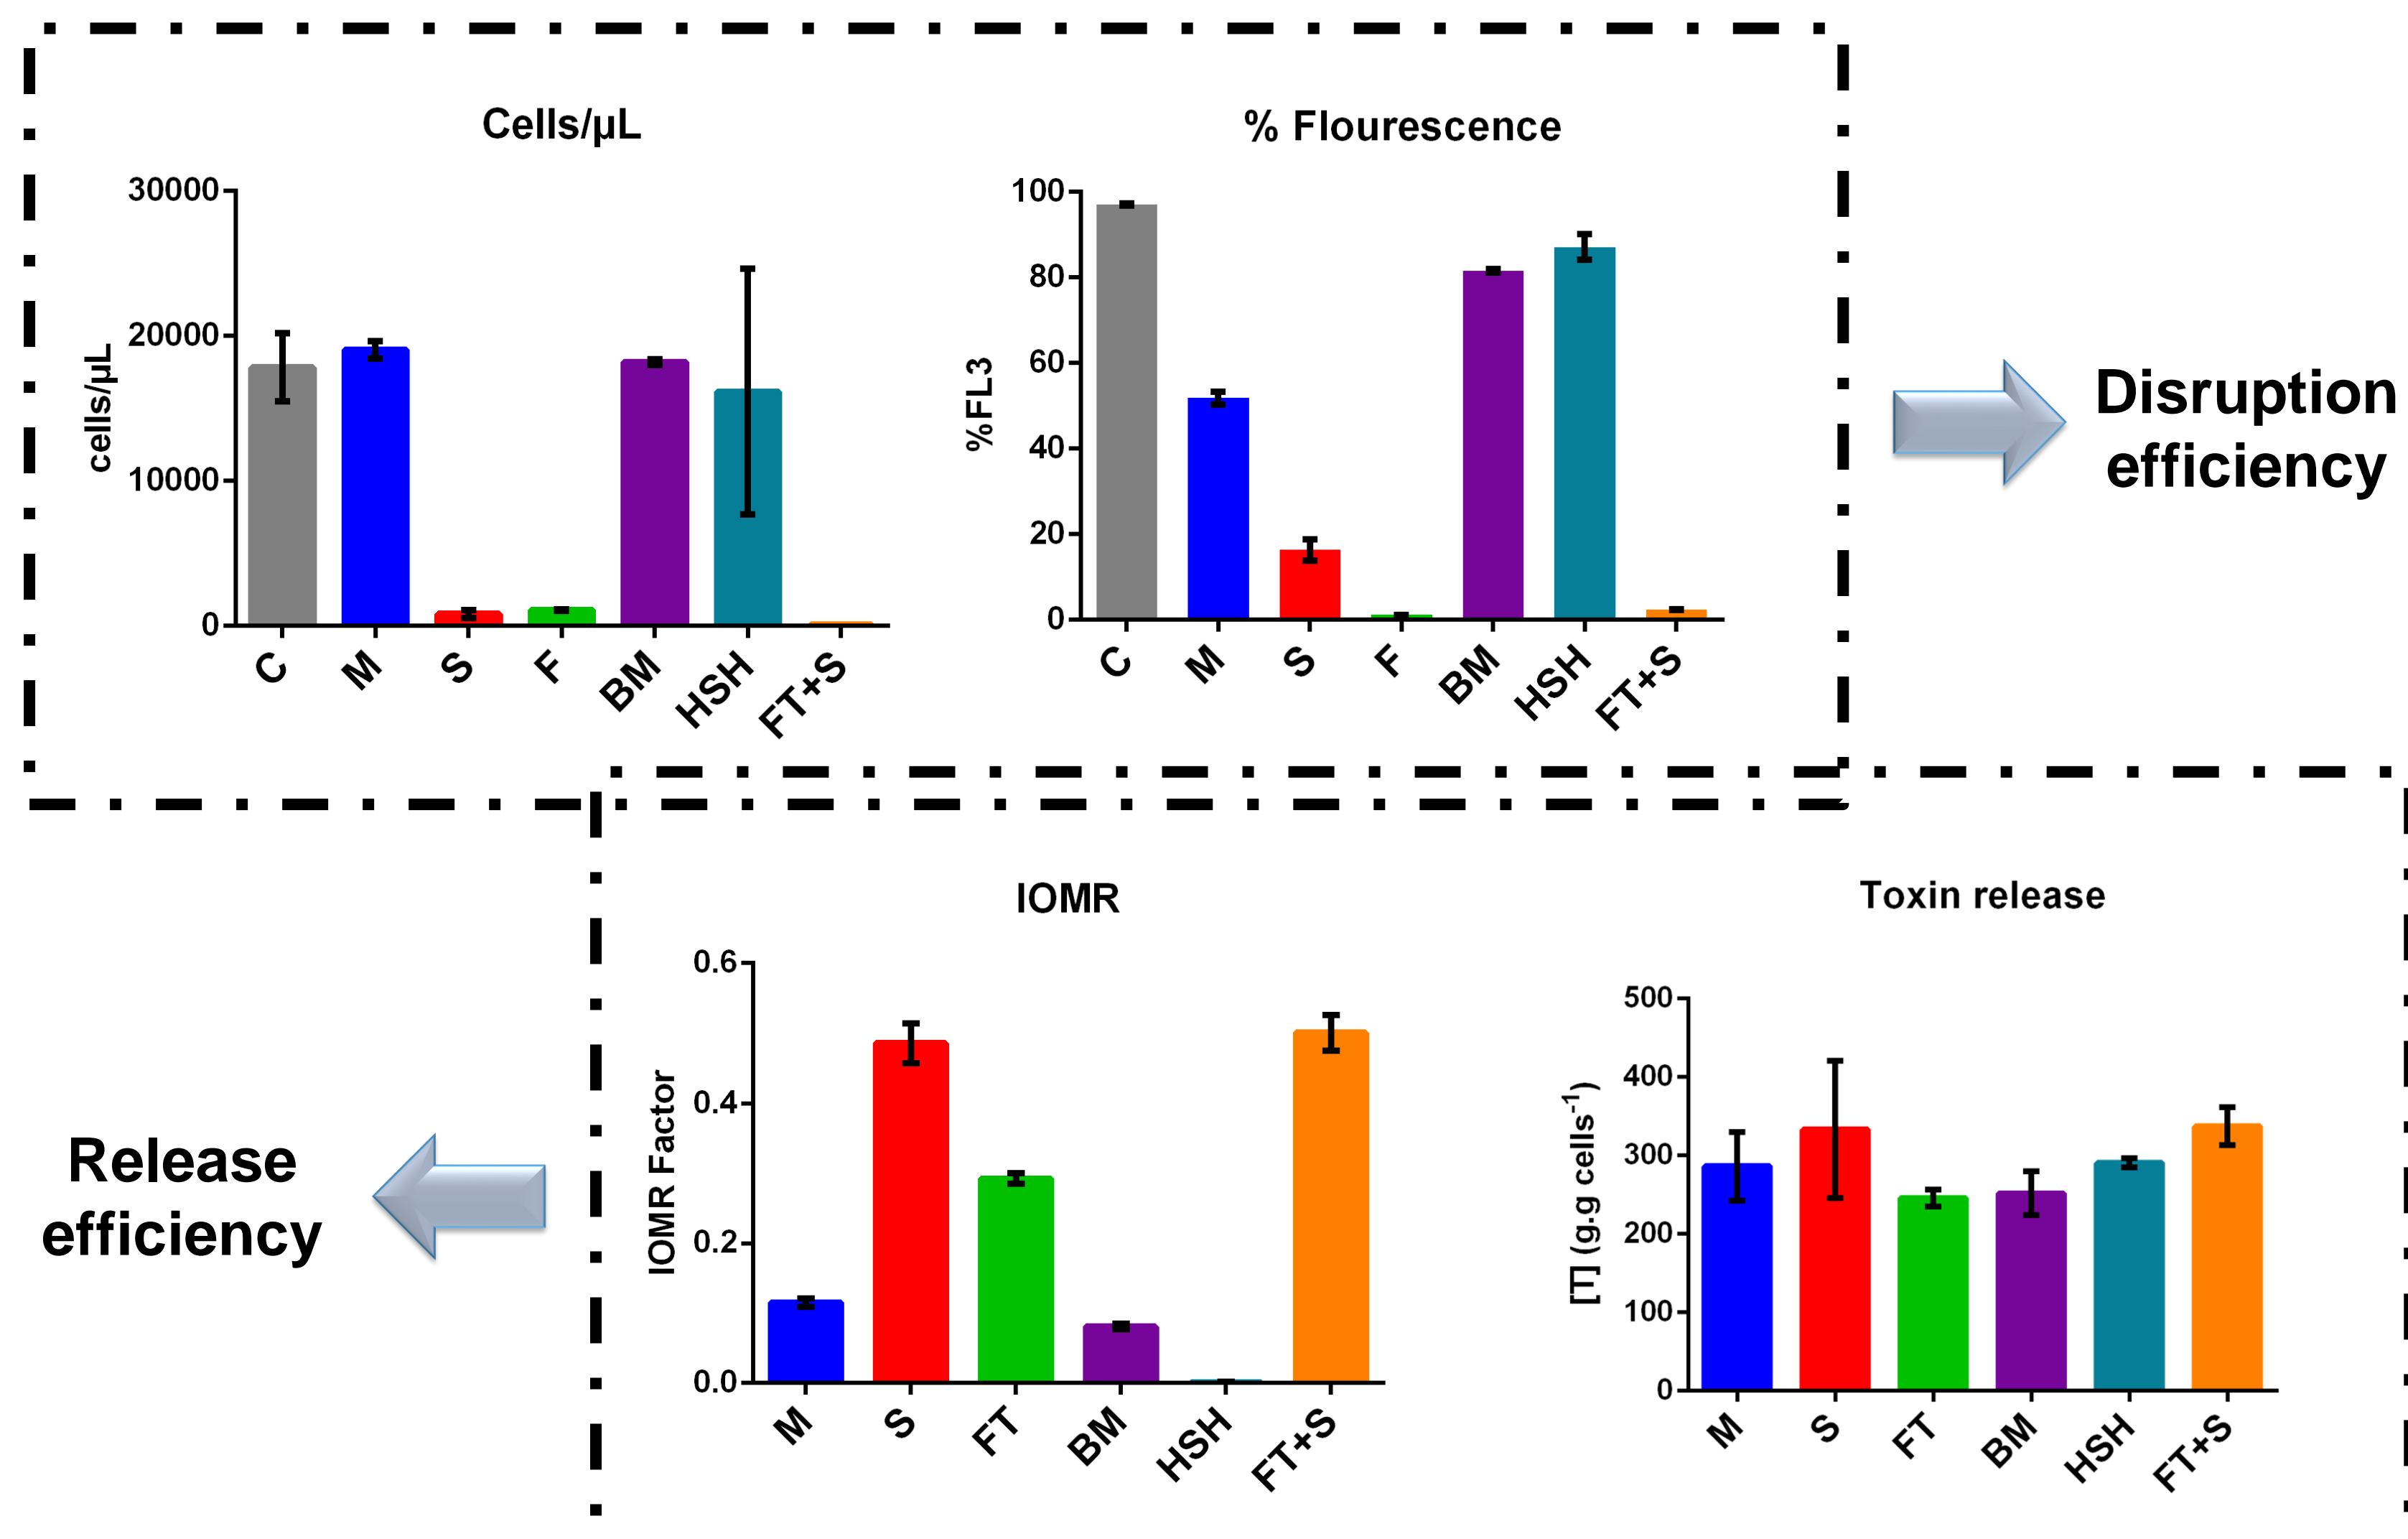 Cells/µL
cells/µL
30000
20000
10000
0
C
M
S
F
BM
HSH
FT+S
% Flourescence
%FL3
100
80
60
40
20
0
C
M
S
F
BM
HSH
FT+S
Disruption
efficiency
Release
efficiency
IOMR
IOMR Factor
0.6
0.4
0.2
0.0
M
S
FT
BM
HSH
FT+S
Toxin release
[T] (g.g cells⁻¹)
500
400
300
200
100
0
M
S
FT
BM
HSH
FT+S